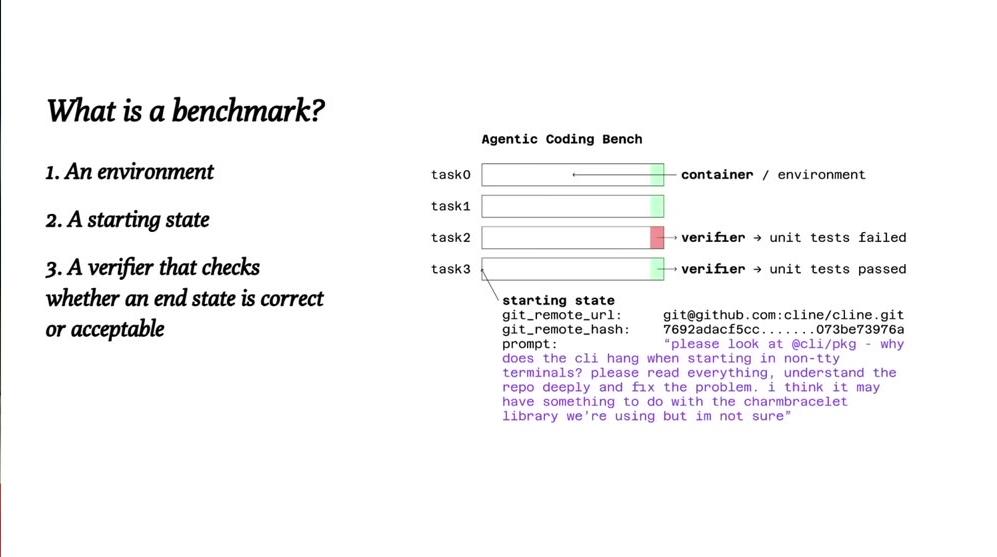 What is a benchmark?
1. An environment
2. A starting state
3. A verifier that checks
whether an end state is correct
or acceptable
Agentic Coding Bench
task0
container / environment
task1
task2
verifier → unit tests failed
task3
verifier → unit tests passed
starting state
git_remote_url: git@github.com:cline/cline.git
git_remote_hash: 7692adacf5cc.......073be73976a
prompt: "please look at @cli/pkg - why
does the cli hang when starting in non-tty
terminals? please read everything, understand the
repo deeply and fix the problem. i think it may
have something to do with the charmbracelet
library we're using but im not sure"